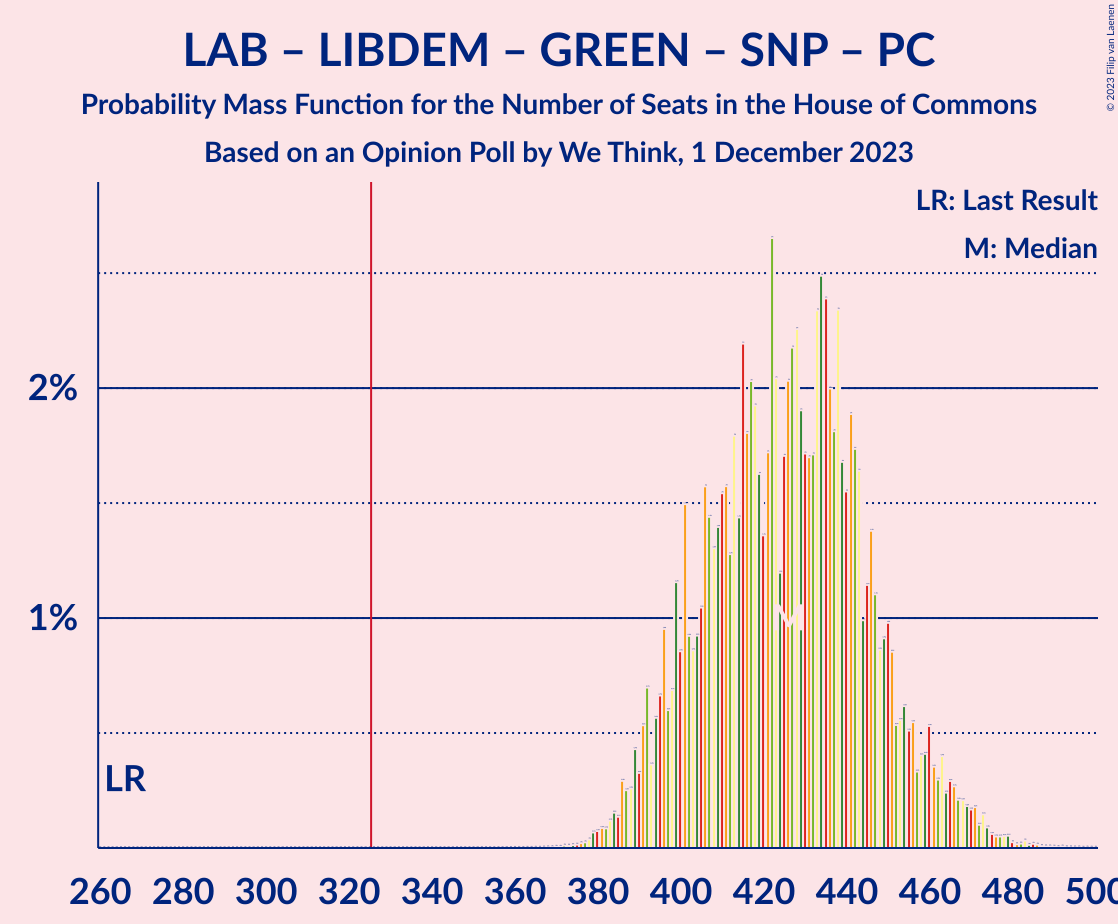 LAB – LIBDEM – GREEN – SNP – PC
Probability Mass Function for the Number of Seats in the House of Commons
Based on an Opinion Poll by We Think, 1 December 2023
© 2023 Filip van Laenen
LR: Last Result
M: Median
2%
1%
M
LR
260 280 300 320 340 360 380 400 420 440 460 480 500